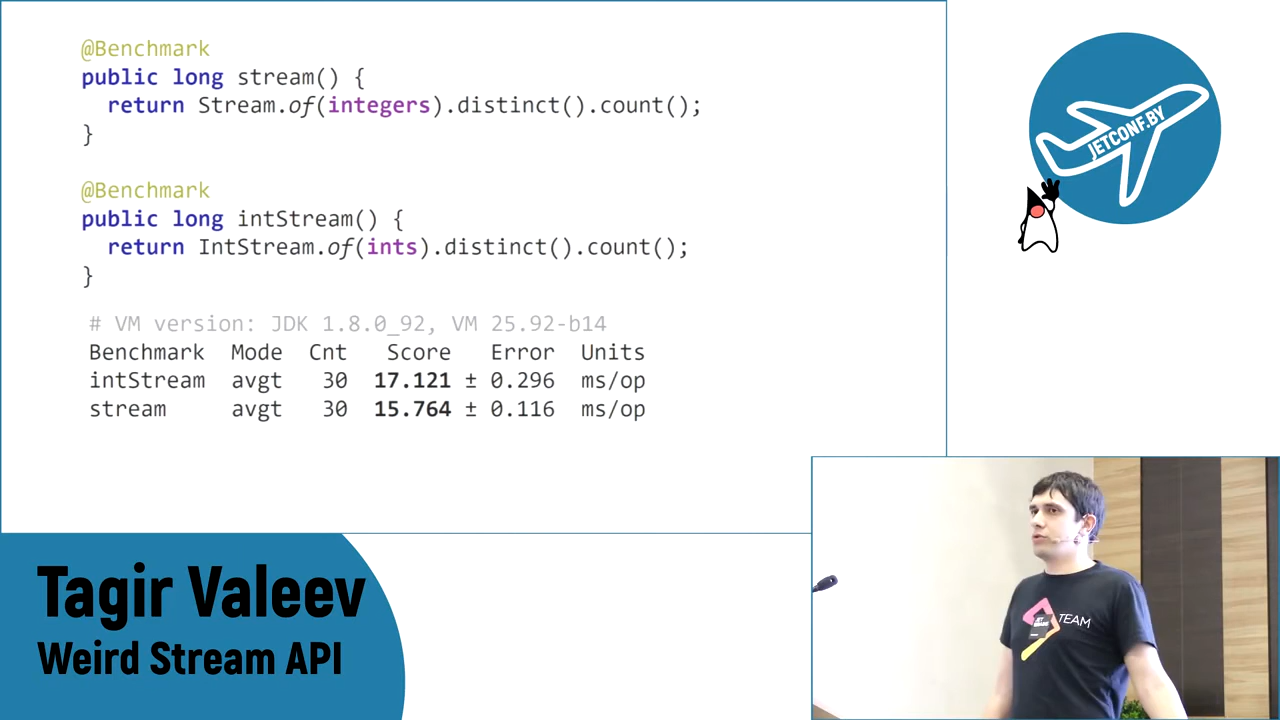 @Benchmark
public long stream() {
  return Stream.of(integers).distinct().count();
}
@Benchmark
public long intStream() {
  return IntStream.of(ints).distinct().count();
}
# VM version: JDK 1.8.0_92, VM 25.92-b14
Benchmark  Mode  Cnt   Score   Error  Units
intStream  avgt   30  17.121 ± 0.296  ms/op
stream     avgt   30  15.764 ± 0.116  ms/op
JETCONF.BY
Tagir Valeev
Weird Stream API
JET
TEAM